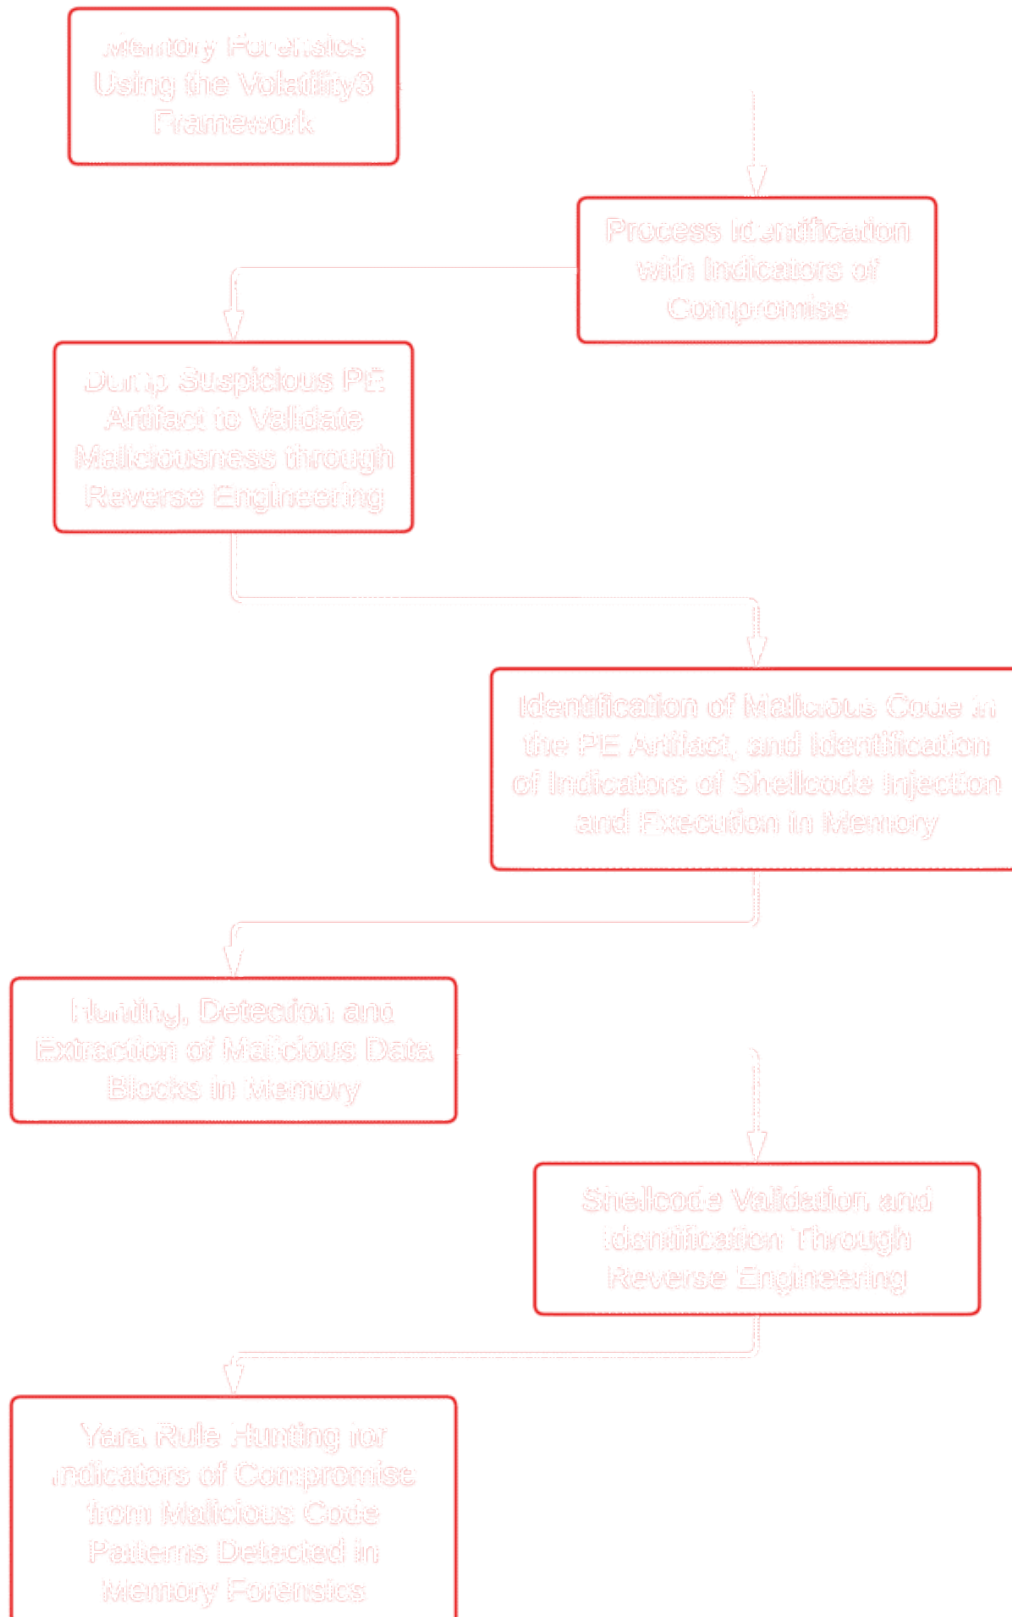 Memory Forensics
Using the Volatility3
Framework
Process Identification
with Indicators of
Compromise
Dump Suspicious PE
Artifact to Validate
Maliciousness through
Reverse Engineering
Identification of Malicious Code in
the PE Artifact, and Identification
of Indicators of Shellcode Injection
and Execution in Memory
Hunting, Detection and
Extraction of Malicious Data
Blocks in Memory
Shellcode Validation and
Identification Through
Reverse Engineering
Yara Rule Hunting for
Indicators of Compromise
from Malicious Code
Patterns Detected in
Memory Forensics